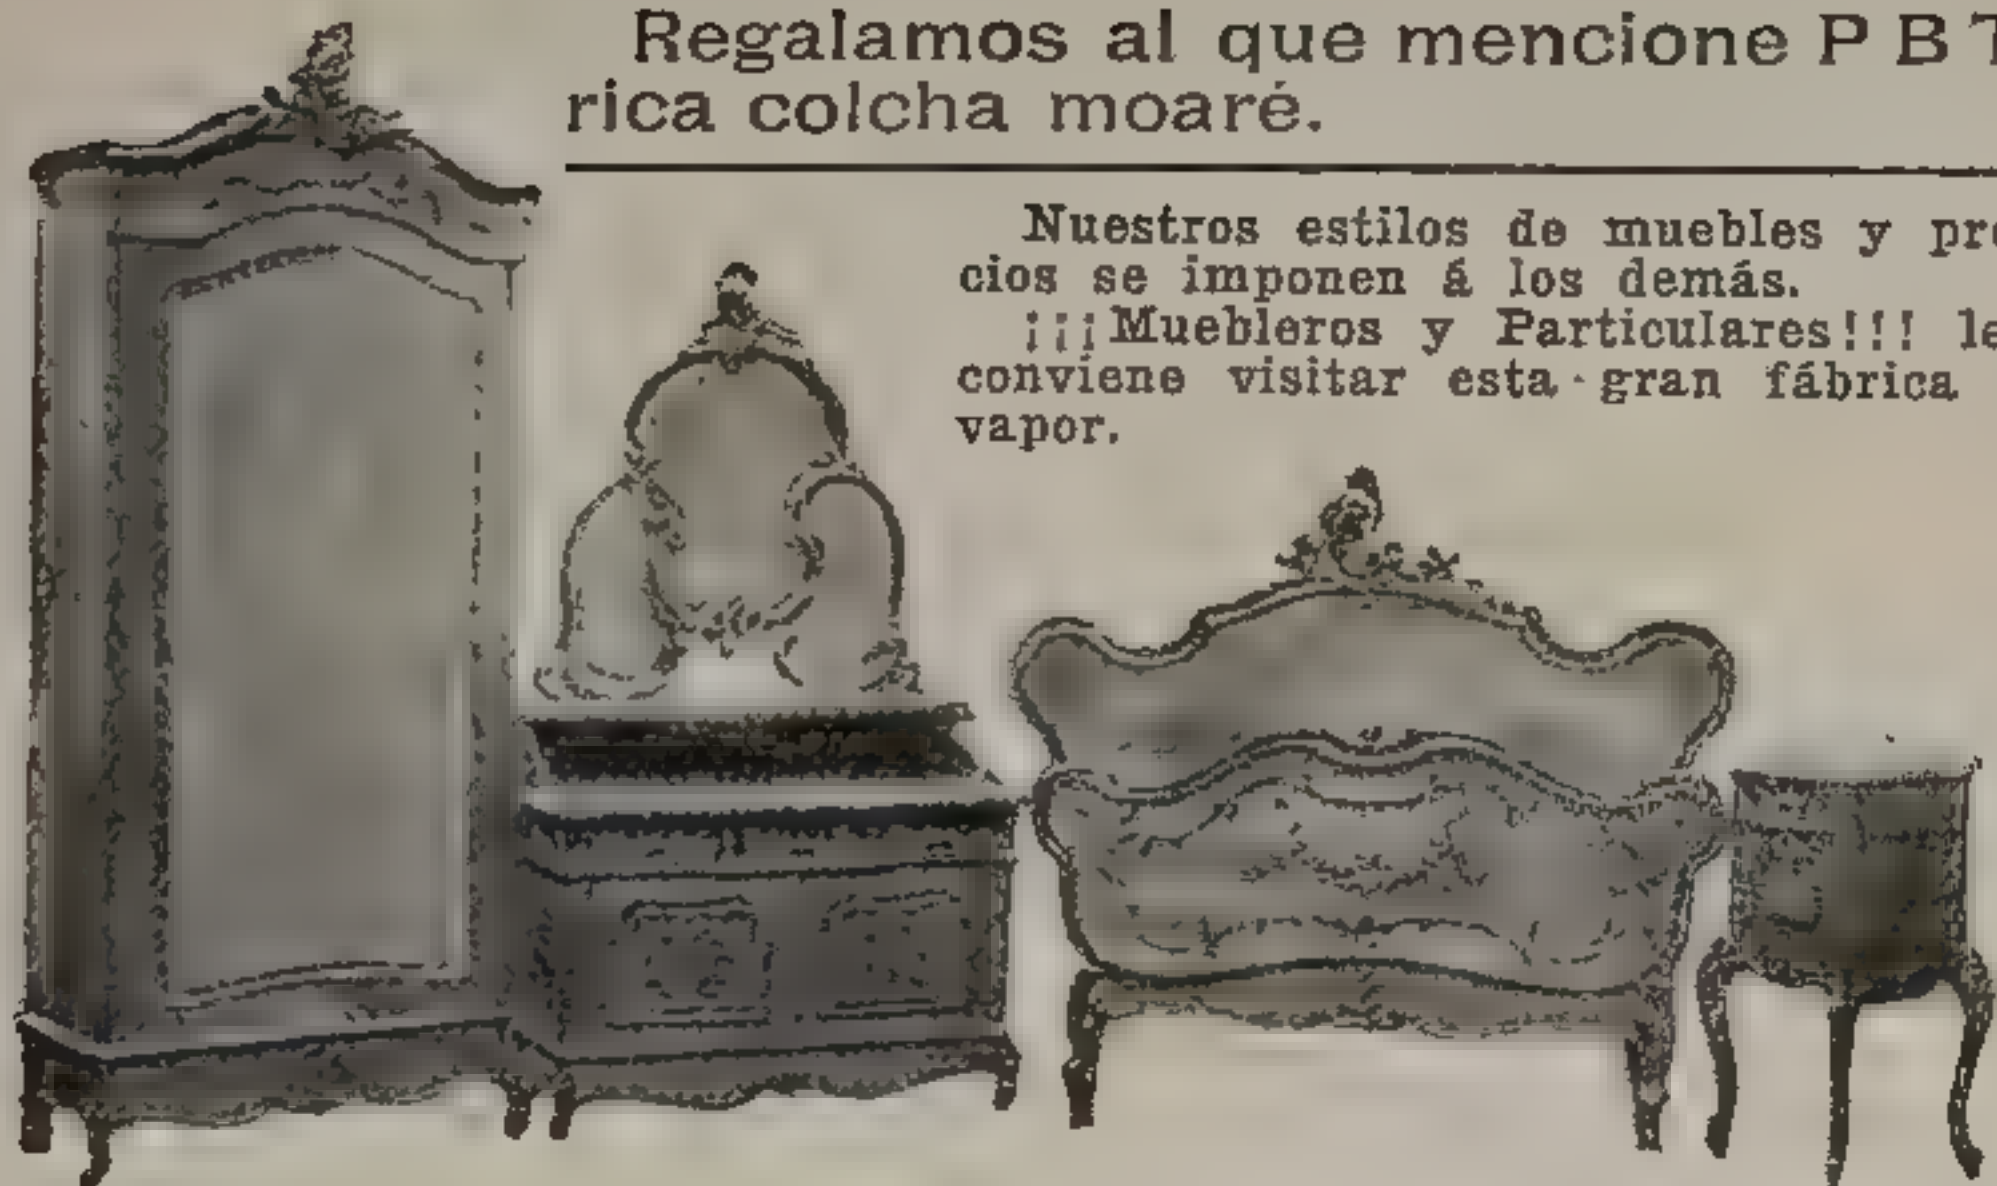 Regalamos al que mencione P B T
rica colcha moaré.
Nuestros estilos de muebles y pre
cios se imponen á los demás.
¡¡¡Muebleros y Particulares!!! le
conviene visitar esta gran fábrica
vapor.